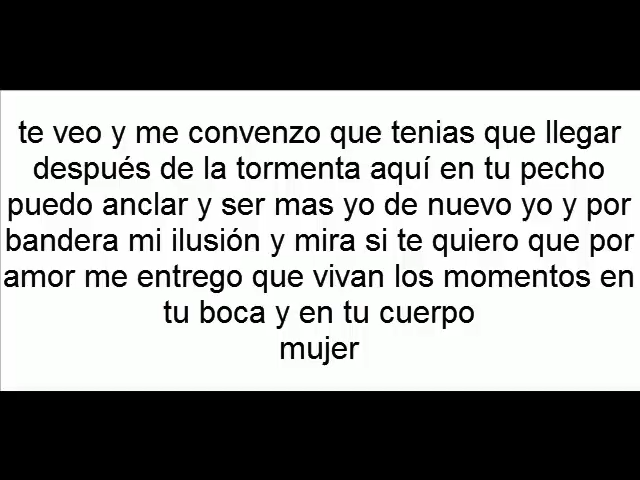 te veo y me convenzo que tenias que llegar
después de la tormenta aquí en tu pecho
puedo anclar y ser mas yo de nuevo yo y por
bandera mi ilusión y mira si te quiero que por
amor me entrego que vivan los momentos en
tu boca y en tu cuerpo
mujer